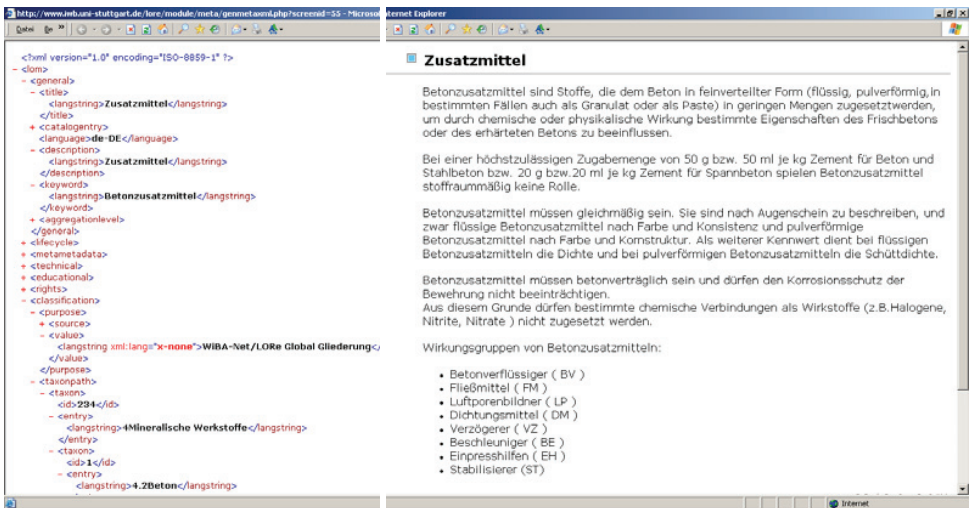 http://www.iwb.uni-stuttgart.de/lore/module/meta/genmetaxml.php?screenid=55 - Microsof
Datei Be »
<?xml version="1.0" encoding="ISO-8859-1" ?>
- <lom>
- <general>
- <title>
<langstring>Zusatzmittel</langstring>
</title>
+ <catalogentry>
<language>de-DE</language>
- <description>
<langstring>Zusatzmittel</langstring>
</description>
- <keyword>
<langstring>Betonzusatzmittel</langstring>
</keyword>
+ <aggregationlevel>
</general>
+ <lifecycle>
+ <metametadata>
+ <technical>
+ <educational>
+ <rights>
- <classification>
- <purpose>
+ <source>
- <value>
<langstring xml:lang="x-none">WiBA-Net/LORe Global Gliederung</
</value>
</purpose>
- <taxonpath>
- <taxon>
<id>234</id>
- <entry>
<langstring>4Mineralische Werkstoffe</langstring>
</entry>
- <taxon>
<id>1</id>
- <entry>
<langstring>4.2Beton</langstring>
nternet Explorer
Zusatzmittel
Betonzusatzmittel sind Stoffe, die dem Beton in feinverteilter Form (flüssig, pulverförmig,in
bestimmten Fällen auch als Granulat oder als Paste) in geringen Mengen zugesetztwerden,
um durch chemische oder physikalische Wirkung bestimmte Eigenschaften des Frischbetons
oder des erhärteten Betons zu beeinflussen.
Bei einer höchstzulässigen Zugabemenge von 50 g bzw. 50 ml je kg Zement für Beton und
Stahlbeton bzw. 20 g bzw.20 ml je kg Zement für Spannbeton spielen Betonzusatzmittel
stoffraummäßig keine Rolle.
Betonzusatzmittel müssen gleichmäßig sein. Sie sind nach Augenschein zu beschreiben, und
zwar flüssige Betonzusatzmittel nach Farbe und Konsistenz und pulverförmige
Betonzusatzmittel nach Farbe und Kornstruktur. Als weiterer Kennwert dient bei flüssigen
Betonzusatzmitteln die Dichte und bei pulverförmigen Betonzusatzmitteln die Schüttdichte.
Betonzusatzmittel müssen betonverträglich sein und dürfen den Korrosionsschutz der
Bewehrung nicht beeinträchtigen.
Aus diesem Grunde dürfen bestimmte chemische Verbindungen als Wirkstoffe (z.B.Halogene,
Nitrite, Nitrate ) nicht zugesetzt werden.
Wirkungsgruppen von Betonzusatzmitteln:
• Betonverflüssiger ( BV )
• Fließmittel ( FM )
• Luftporenbildner ( LP )
• Dichtungsmittel ( DM )
• Verzögerer ( VZ )
• Beschleuniger ( BE )
• Einpresshilfen ( EH )
• Stabilisierer (ST)
Internet